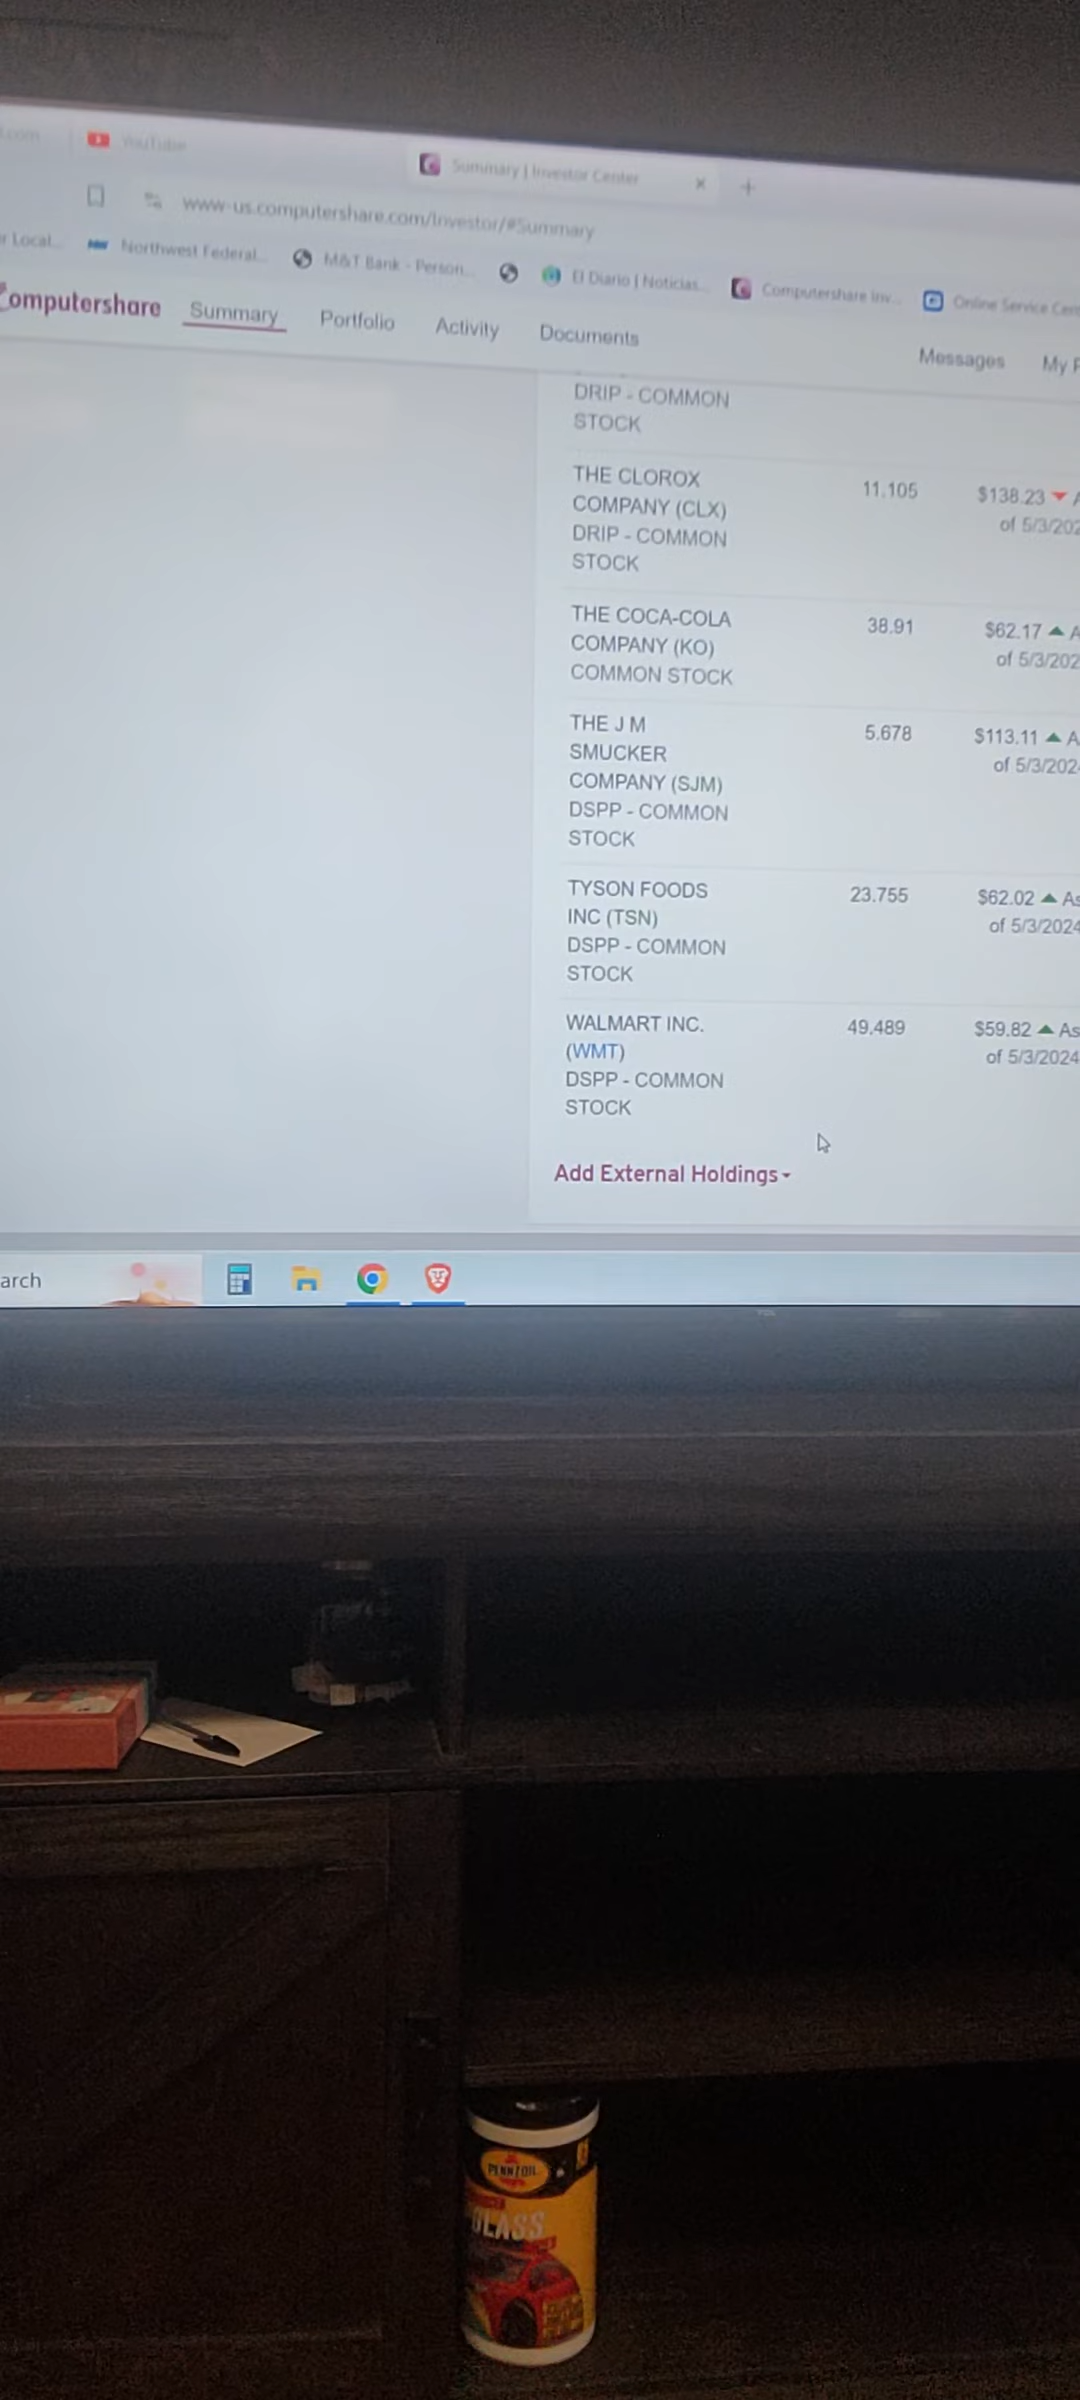 .com YouTube Summary | Investor Center
www-us.computershare.com/Investor/#Summary
r Local... Northwest Federal... M&T Bank - Person... El Diario | Noticias... Computershare Inv... Online Service Cen
Computershare Summary Portfolio Activity Documents
Messages My
DRIP - COMMON
STOCK
THE CLOROX 11.105 $138.23
COMPANY (CLX) of 5/3/202
DRIP - COMMON
STOCK
THE COCA-COLA 38.91 $62.17 A
COMPANY (KO) of 5/3/202
COMMON STOCK
THE J M 5.678 $113.11 A
SMUCKER of 5/3/202
COMPANY (SJM)
DSPP - COMMON
STOCK
TYSON FOODS 23.755 $62.02 As
INC (TSN) of 5/3/2024
DSPP - COMMON
STOCK
WALMART INC. 49.489 $59.82 As
(WMT) of 5/3/2024
DSPP - COMMON
STOCK
Add External Holdings
arch
PENNZOIL
GLASS